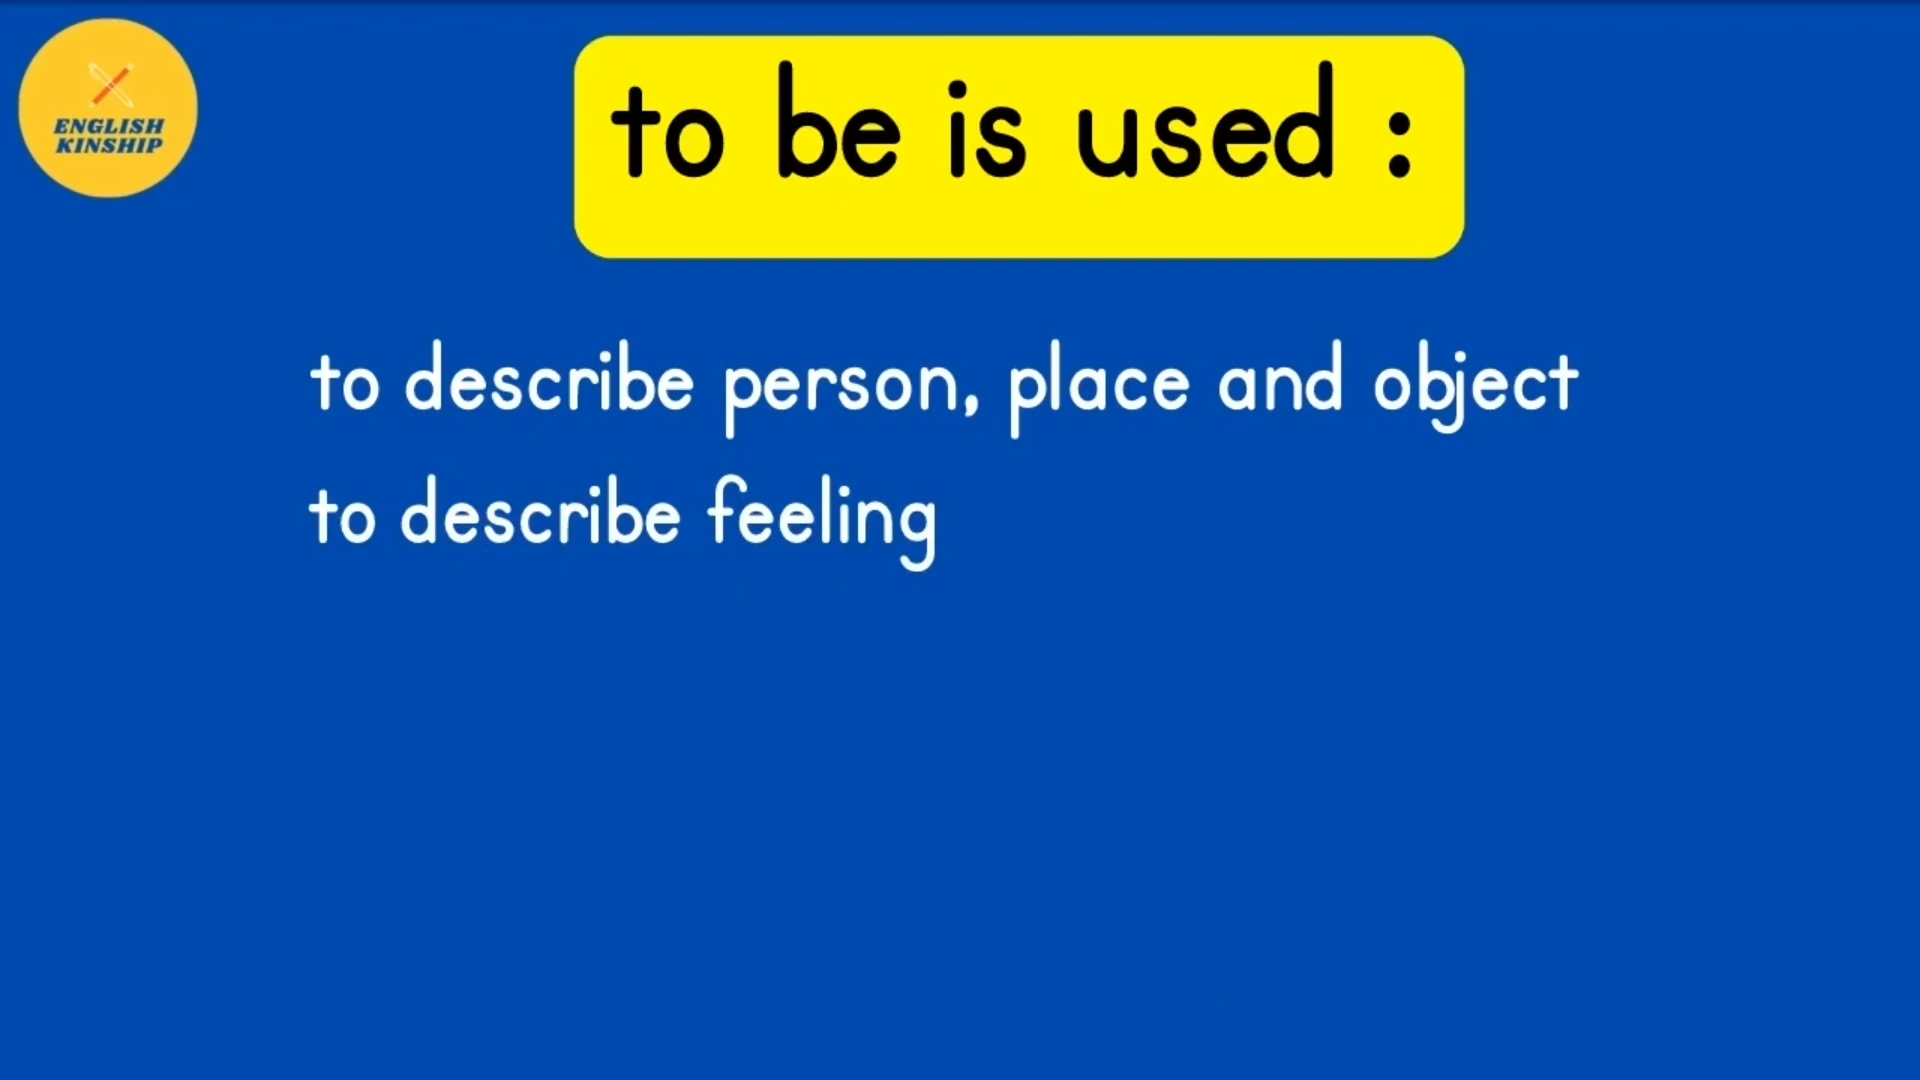 ENGLISH
KINSHIP
to be is used :
to describe person, place and object
to describe feeling